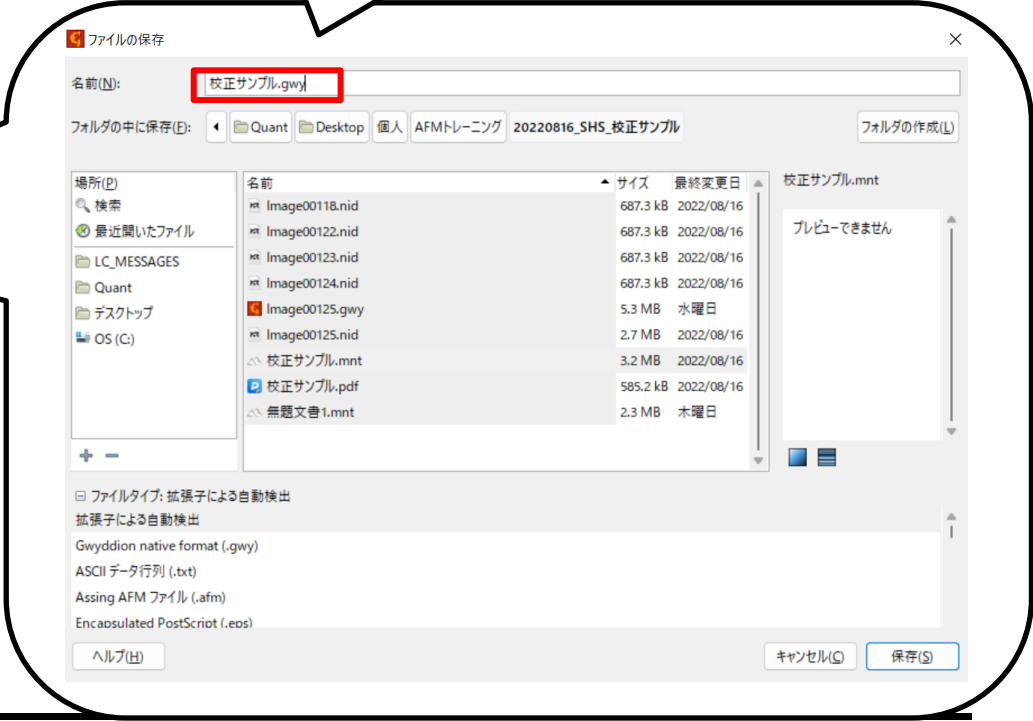 ファイルの保存
名前(N): 校正サンプル.gwy
フォルダの中に保存(F): Quant Desktop 個人 AFMトレーニング 20220816_SHS_校正サンプル フォルダの作成(L)
場所(P) 名前 サイズ 最終変更日 校正サンプル.mnt
検索 Image00118.nid 687.3 kB 2022/08/16
最近開いたファイル Image00122.nid 687.3 kB 2022/08/16 プレビューできません
LC_MESSAGES Image00123.nid 687.3 kB 2022/08/16
Quant Image00124.nid 687.3 kB 2022/08/16
デスクトップ Image00125.gwy 5.3 MB 水曜日
OS (C:) Image00125.nid 2.7 MB 2022/08/16
校正サンプル.mnt 3.2 MB 2022/08/16
校正サンプル.pdf 585.2 kB 2022/08/16
無題文書1.mnt 2.3 MB 木曜日
ファイルタイプ: 拡張子による自動検出
拡張子による自動検出
Gwyddion native format (.gwy)
ASCII データ行列 (.txt)
Assing AFM ファイル (.afm)
Encapsulated PostScript (.eps)
ヘルプ(H) キャンセル(C) 保存(S)